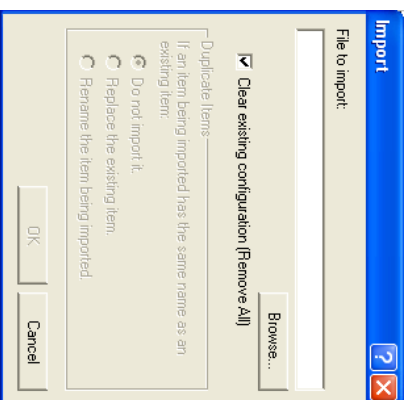 Import
File to import:
Browse...
Clear existing configuration (Remove All)
Duplicate Items
If an item being imported has the same name as an
existing item:
Do not import it.
Replace the existing item.
Rename the item being imported.
OK
Cancel